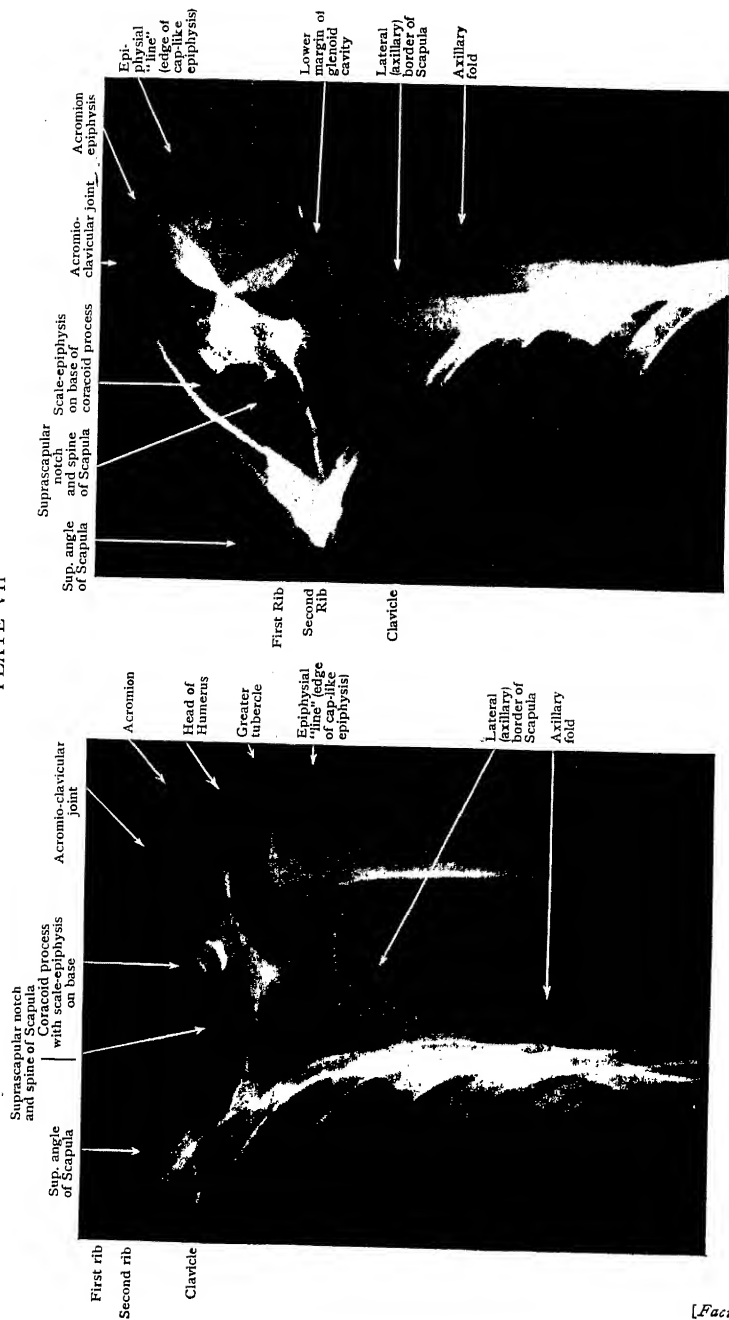 PLATE VII
Suprascapular notch
and spine of Scapula
Sup. angle
of Scapula
Coracoid process
with scale-epiphysis
on base
Acromio-clavicular
joint
Acromion
Head of
Humerus
Greater
tubercle
Epiphysial
"line" (edge
of cap-like
epiphysis)
Lateral
(axillary)
border of
Scapula
Axillary
fold
First rib
Second rib
Clavicle
Sup. angle
of Scapula
Suprascapular
notch
and spine
of Scapula
Scale-epiphysis
on base of
coracoid process
Acromio-
clavicular joint
Acromion
epiphysis
Epi-
physial
"line"
(edge of
cap-like
epiphysis)
Lower
margin of
glenoid
cavity
Lateral
(axillary)
border of
Scapula
Axillary
fold
First Rib
Second
Rib
Clavicle